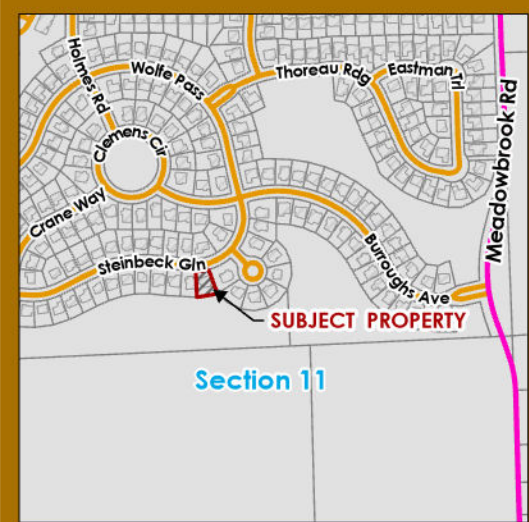 Holmes Rd
Wolfe Pass
Thoreau Rdg
Eastman Trl
Meadowbrook Rd
Clemens Cir
Crane Way
Steinbeck Gln
Burroughs Ave
SUBJECT PROPERTY
Section 11